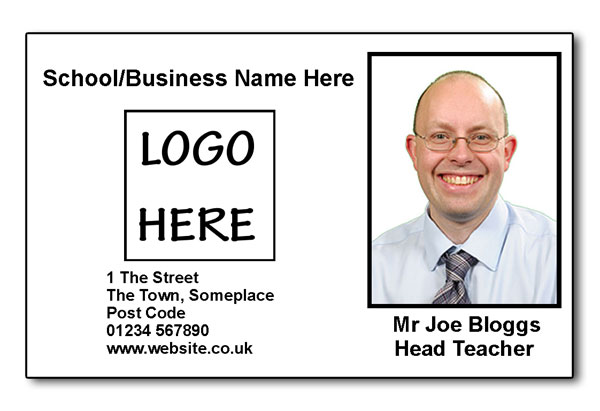 School/Business Name Here
LOGO
HERE
1 The Street
The Town, Someplace
Post Code
01234 567890
www.website.co.uk
Mr Joe Bloggs
Head Teacher